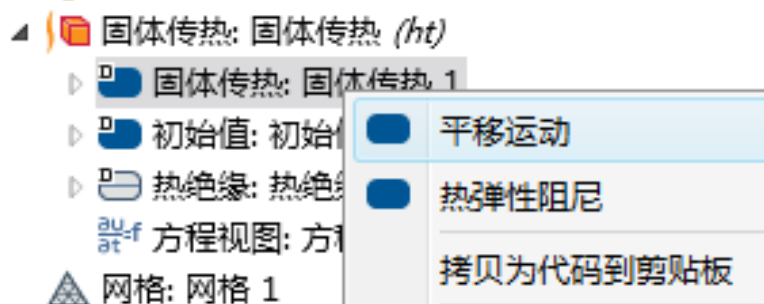 固体传热: 固体传热 (ht)
固体传热: 固体传热 1
平移运动
初始值: 初始
热弹性阻尼
热绝缘: 热绝
方程视图: 方
拷贝为代码到剪贴板
网格: 网格 1